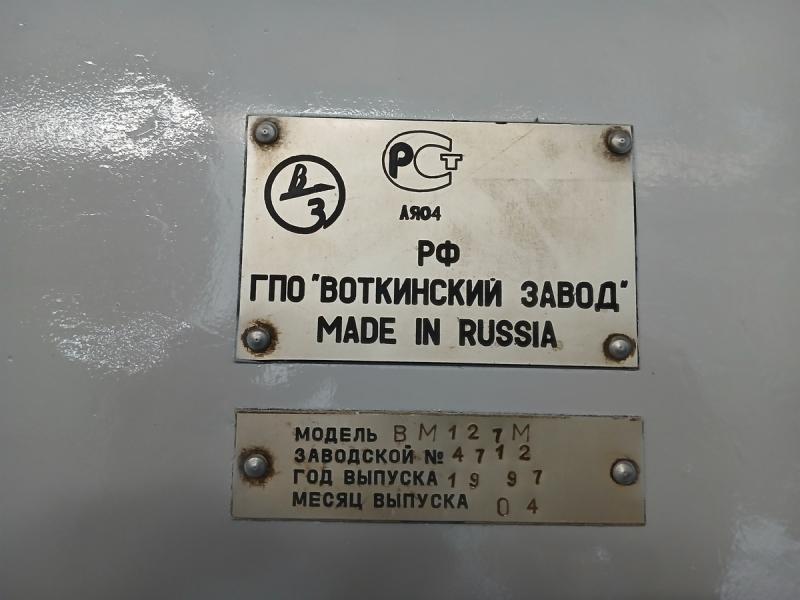 В/З
РСТ
АЯ04
РФ
ГПО "ВОТКИНСКИЙ ЗАВОД"
MADE IN RUSSIA
МОДЕЛЬ ВМ127М
ЗАВОДСКОЙ № 4712
ГОД ВЫПУСКА 1997
МЕСЯЦ ВЫПУСКА 04